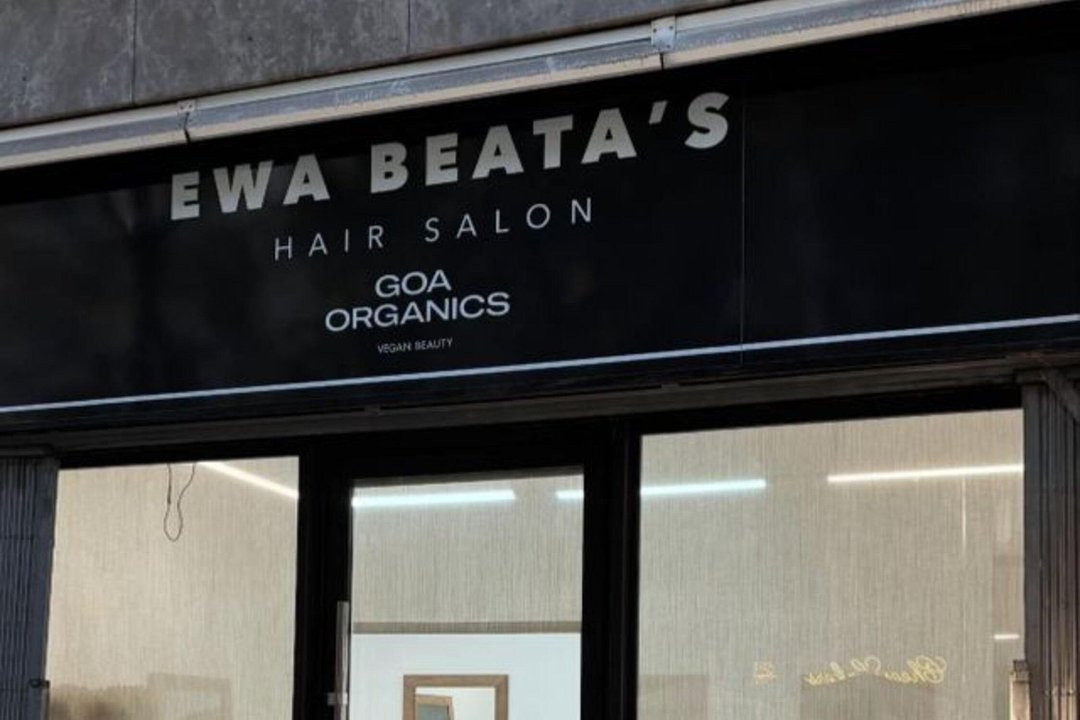 EWA BEATA'S
HAIR SALON
GOA
ORGANICS
VEGAN BEAUTY